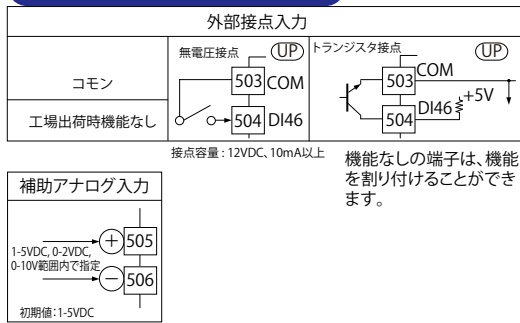 外部接点入力
無電圧接点
UP
トランジスタ接点
UP
コモン
503
COM
503
COM
工場出荷時機能なし
504
DI46
504
DI46
+5V
接点容量：12VDC、10mA以上
機能なしの端子は、機能
を割り付けることができ
ます。
補助アナログ入力
1-5VDC, 0-2VDC,
0-10V範囲内で指定
+
505
−
506
初期値：1-5VDC